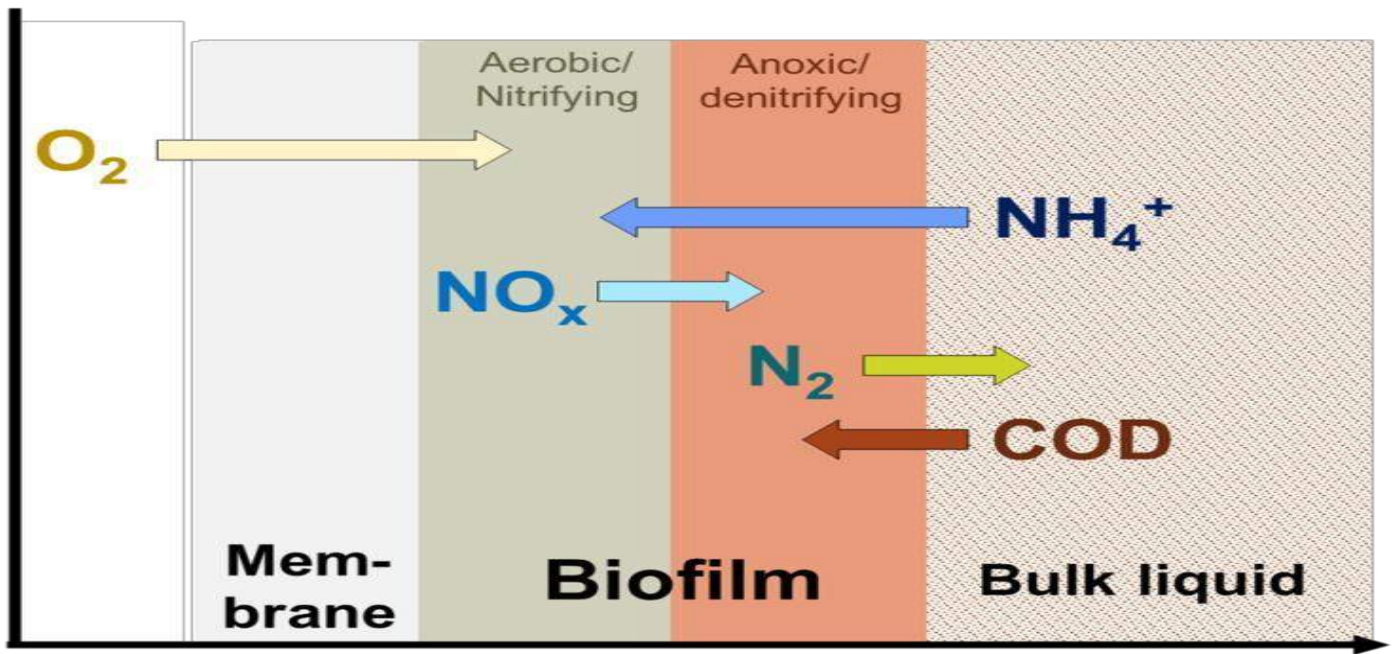 Aerobic/
Nitrifying
Anoxic/
denitrifying
O₂
NH₄⁺
NOₓ
N₂
COD
Mem-
brane
Biofilm
Bulk liquid